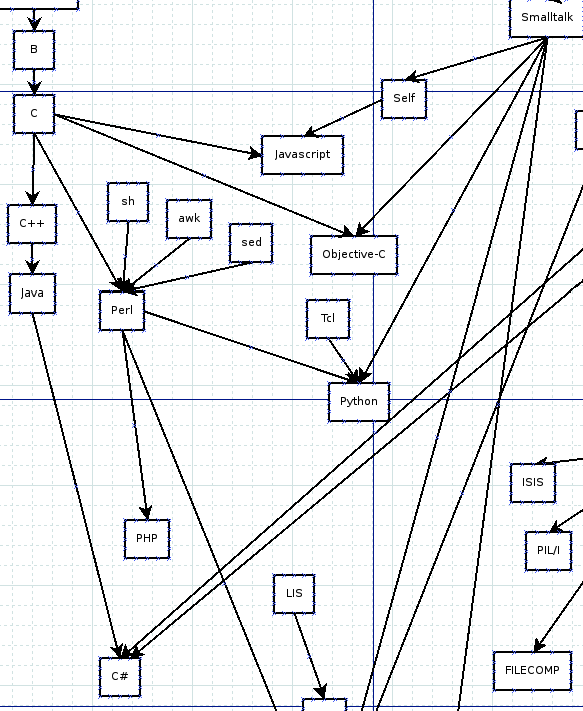 Smalltalk
B
Self
C
Javascript
sh
awk
C++
sed
Objective-C
Java
Perl
Tcl
Python
ISIS
PHP
PIL/I
LIS
FILECOMP
C#